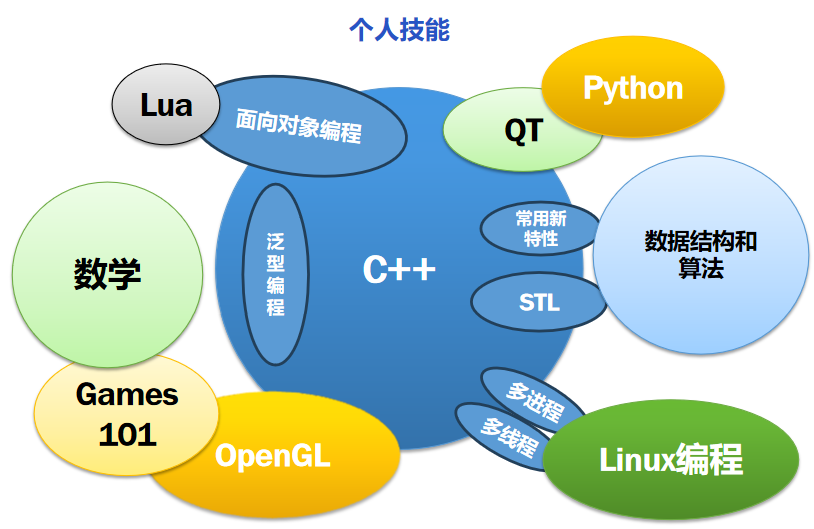 个人技能
Lua
面向对象编程
QT
Python
泛
型
编
程
C++
常用新
特性
STL
数据结构和
算法
数学
Games
101
OpenGL
多进程
多线程
Linux编程